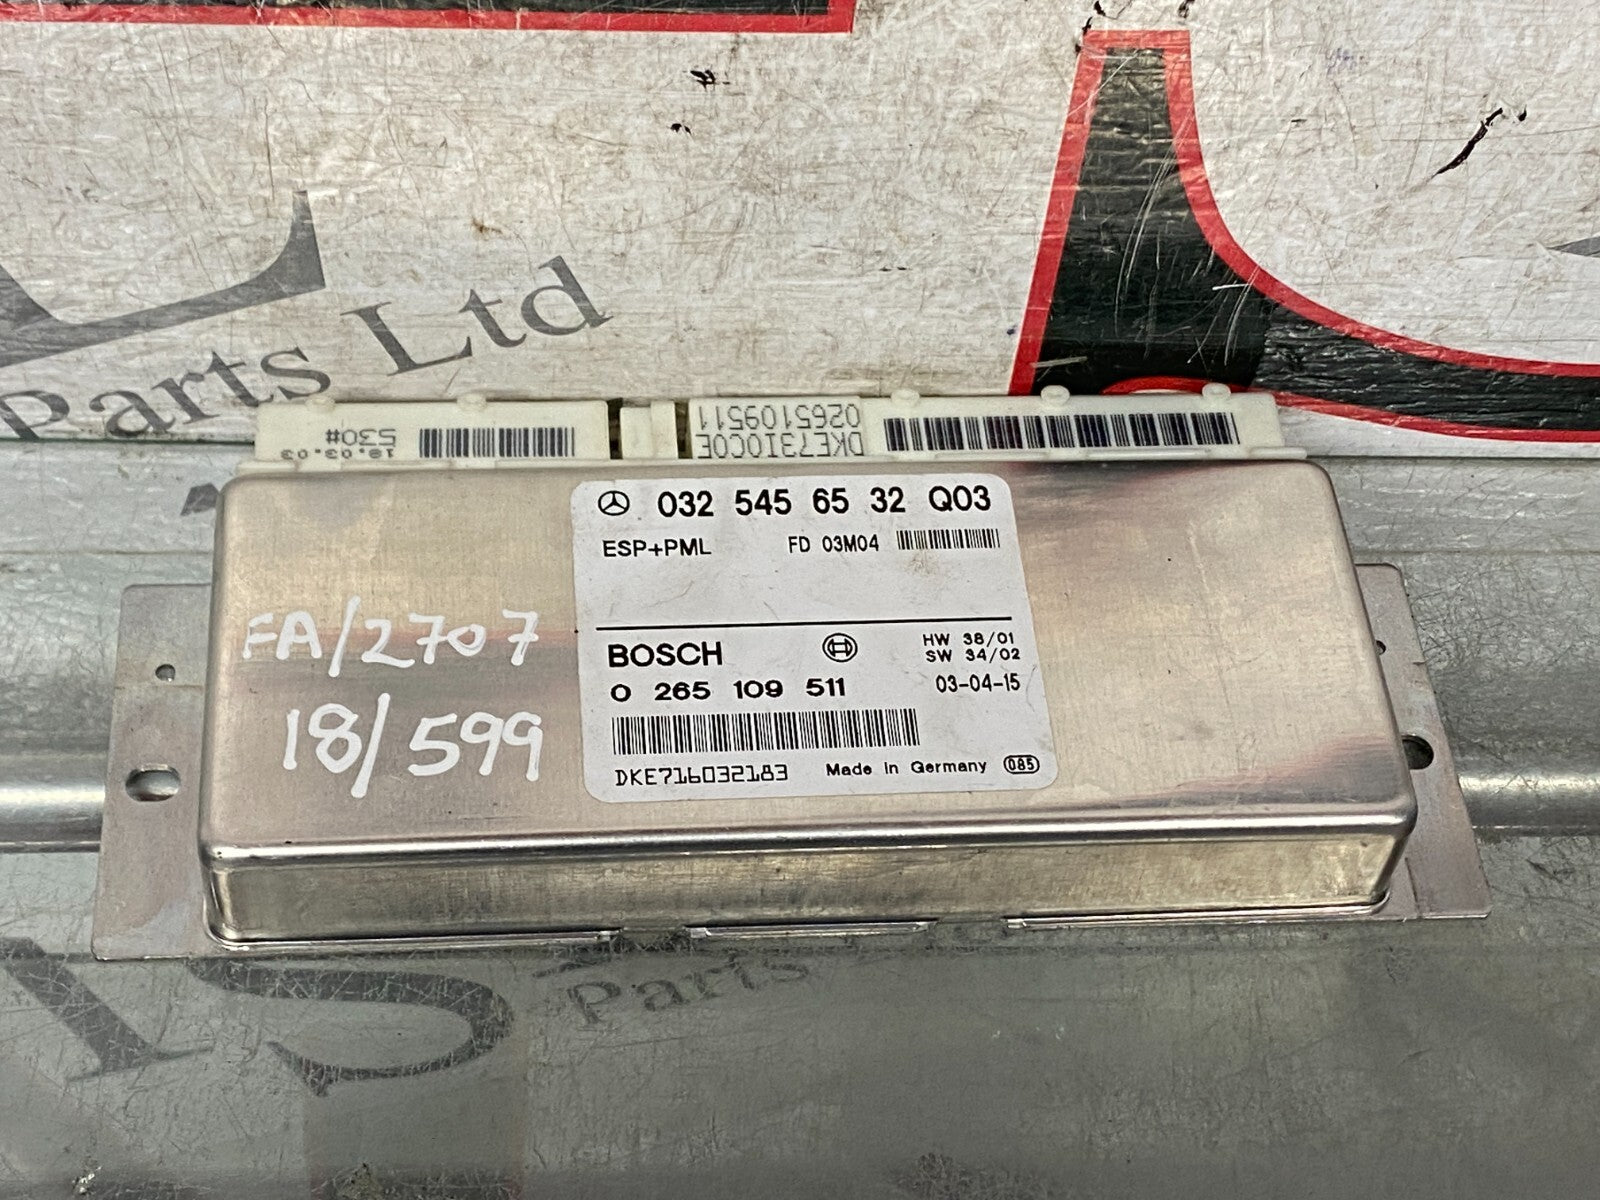 Parts Ltd
530#
18.03.03
0265109511
DKE73I0C0E
032 545 65 32 Q03
ESP+PML FD 03M04
BOSCH
HW 38/01
SW 34/02
0 265 109 511 03-04-15
DKE716032183 Made in Germany 085
FA/2707
18/599
Parts